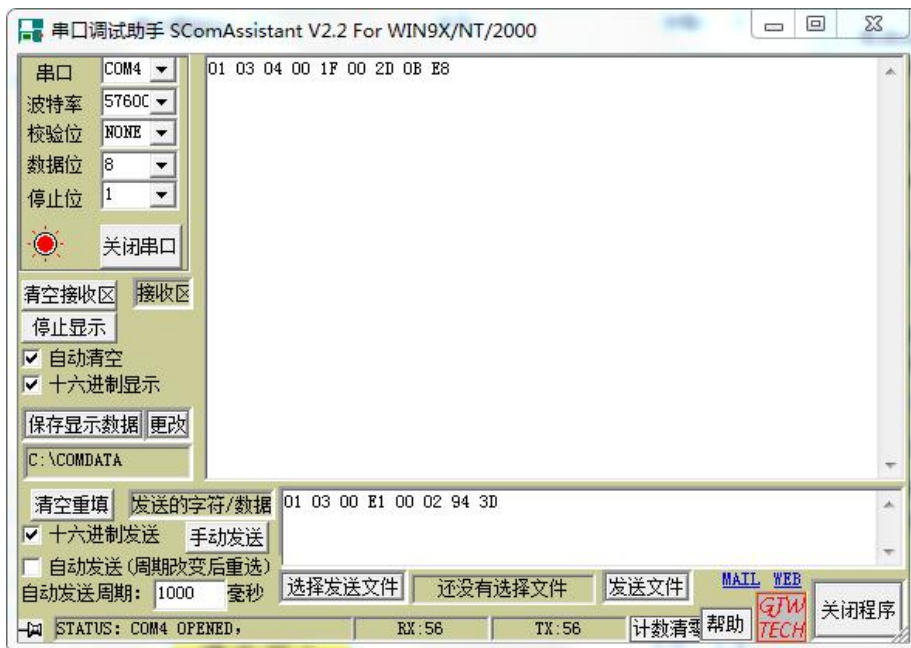 串口调试助手 SComAssistant V2.2 For WIN9X/NT/2000
串口 COM4
波特率 57600
校验位 NONE
数据位 8
停止位 1
关闭串口
清空接收区 接收区
停止显示
自动清空
十六进制显示
保存显示数据 更改
C:\COMDATA
01 03 04 00 1F 00 2D 0B E8
清空重填 发送的字符/数据
01 03 00 E1 00 02 94 3D
十六进制发送 手动发送
自动发送(周期改变后重选)
自动发送周期: 1000 毫秒
选择发送文件 还没有选择文件 发送文件
MAIL WEB
GJW
TECH
关闭程序
STATUS: COM4 OPENED, RX:56 TX:56 计数清零 帮助